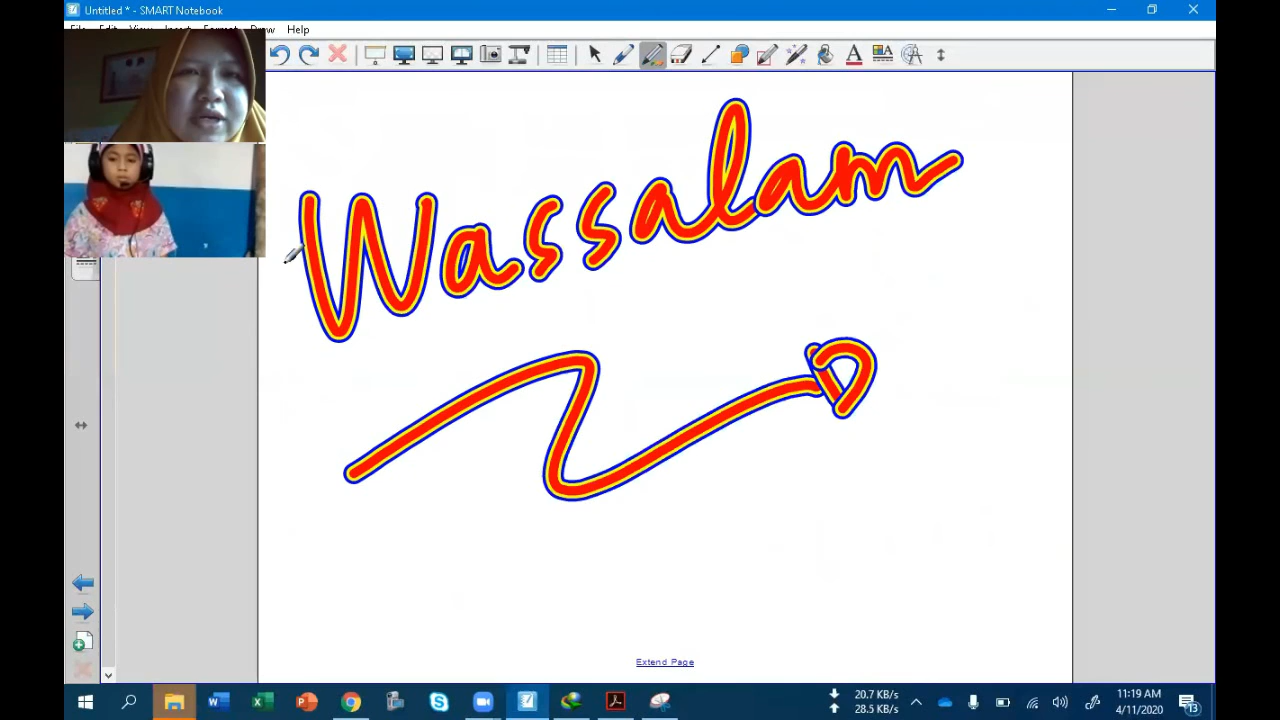 Untitled * - SMART Notebook
Help
Wassalam
Extend Page
20.7 KB/s
28.5 KB/s
11:19 AM
4/11/2020
13